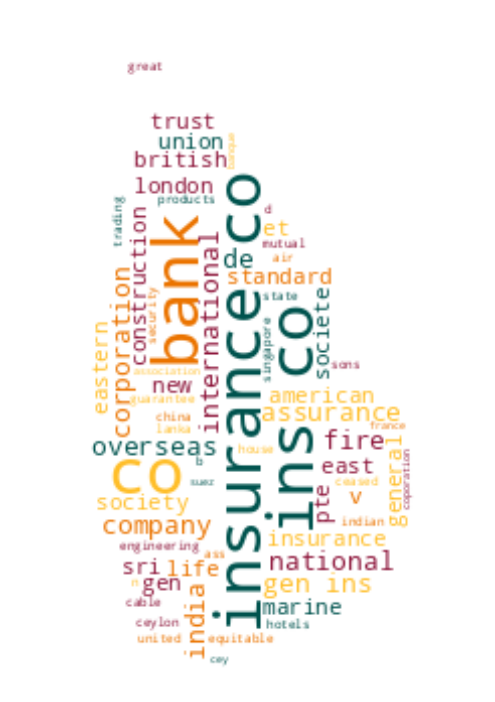 great
trust
union
banque
british
london
products
trading
insurance co
d
et
mutual
de
air
standard
bank
construction
international
corporation
security
state
societe
singapore
ins co
eastern
association
sons
new
guarantee
american
assurance
china
lanka
france
overseas
fire
house
b
east
general
coporation
co
suez
ceased
society
pte
v
company
indian
insurance
engineering
ass
sri
life
national
gen
n
gen ins
india
cable
marine
ceylon
hotels
united
equitable
cey